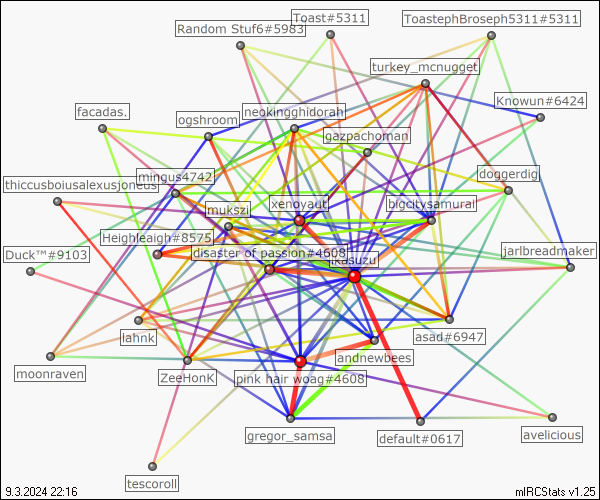 Toast#5311
ToastephBroseph5311#5311
Random Stuf6#5983
turkey_mcnugget
Knowun#6424
facadas.
ogshroom
neokingghidorah
gazpachoman
doggerdig
mingus4742
thiccusboiusalexusjoneus
mukszi
xenoyaut
bigcitysamurai
Heighleaigh#8575
disaster of passion#4608
ikasuzu
jarlbreadmaker
Duck™#9103
lahnk
asad#6947
andnewbees
moonraven
ZeeHonK
pink hair woag#4608
gregor_samsa
default#0617
avelicious
tescoroll
9.3.2024 22:16
mIRCStats v1.25